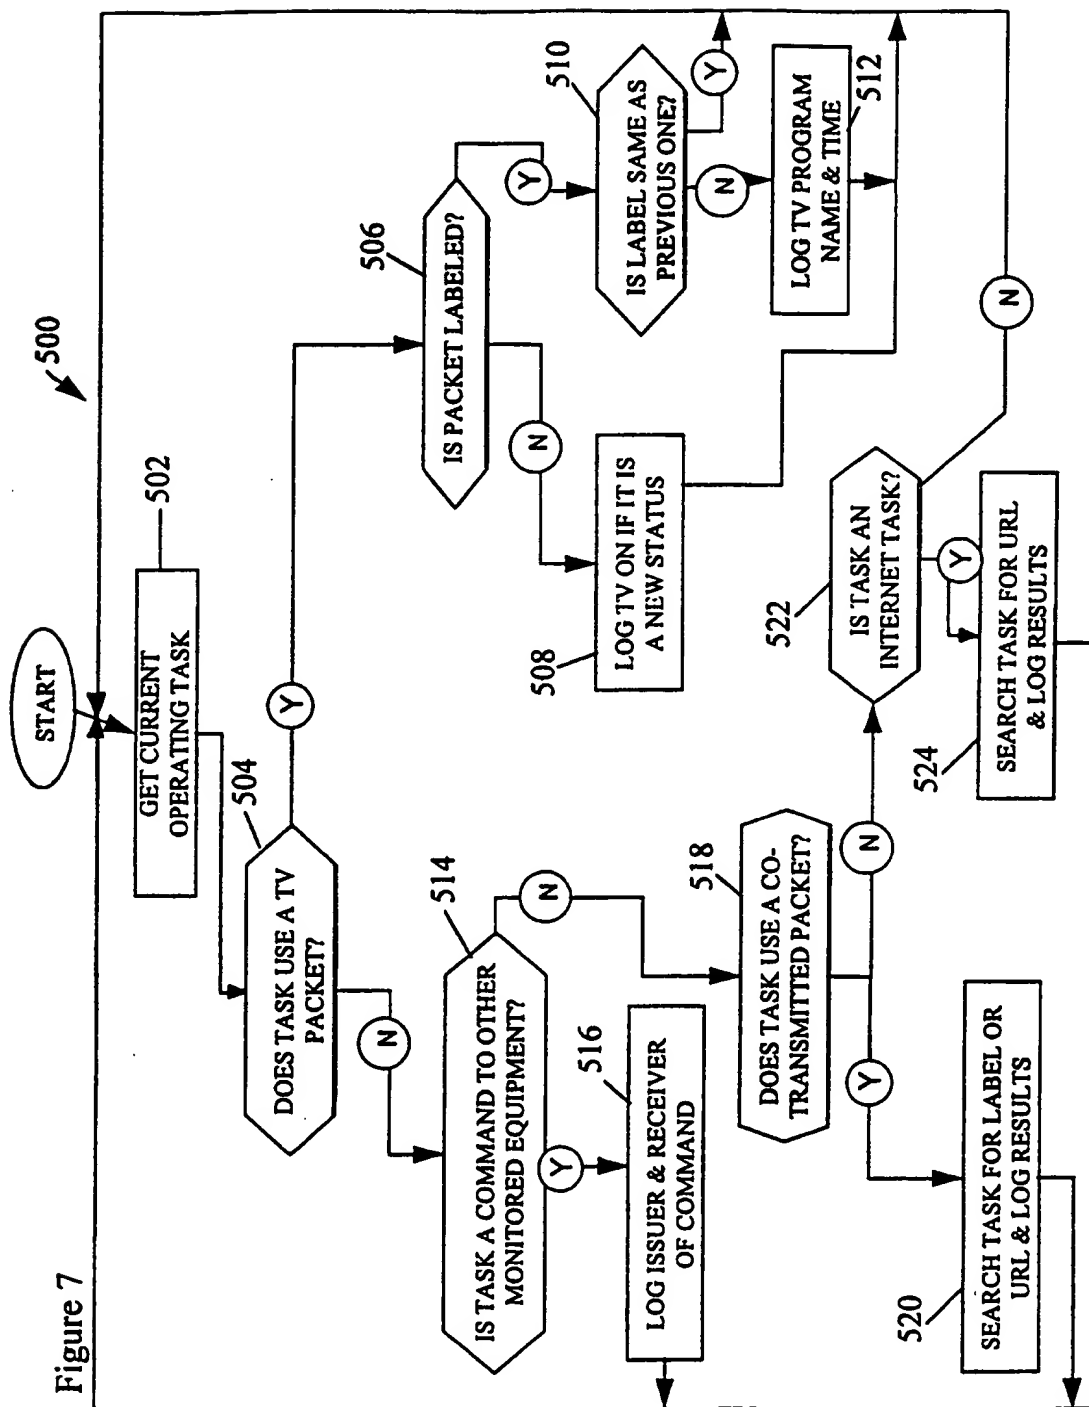 Figure 7
500
START
GET CURRENT
OPERATING TASK
502
DOES TASK USE A TV
PACKET?
504
Y
N
IS PACKET LABELED?
506
Y
N
LOG TV ON IF IT IS
A NEW STATUS
508
IS LABEL SAME AS
PREVIOUS ONE?
510
Y
N
LOG TV PROGRAM
NAME & TIME
512
IS TASK A COMMAND TO OTHER
MONITORED EQUIPMENT?
514
N
Y
LOG ISSUER & RECEIVER
OF COMMAND
516
DOES TASK USE A CO-
TRANSMITTED PACKET?
518
N
Y
SEARCH TASK FOR LABEL OR
URL & LOG RESULTS
520
IS TASK AN
INTERNET TASK?
522
N
Y
SEARCH TASK FOR URL
& LOG RESULTS
524